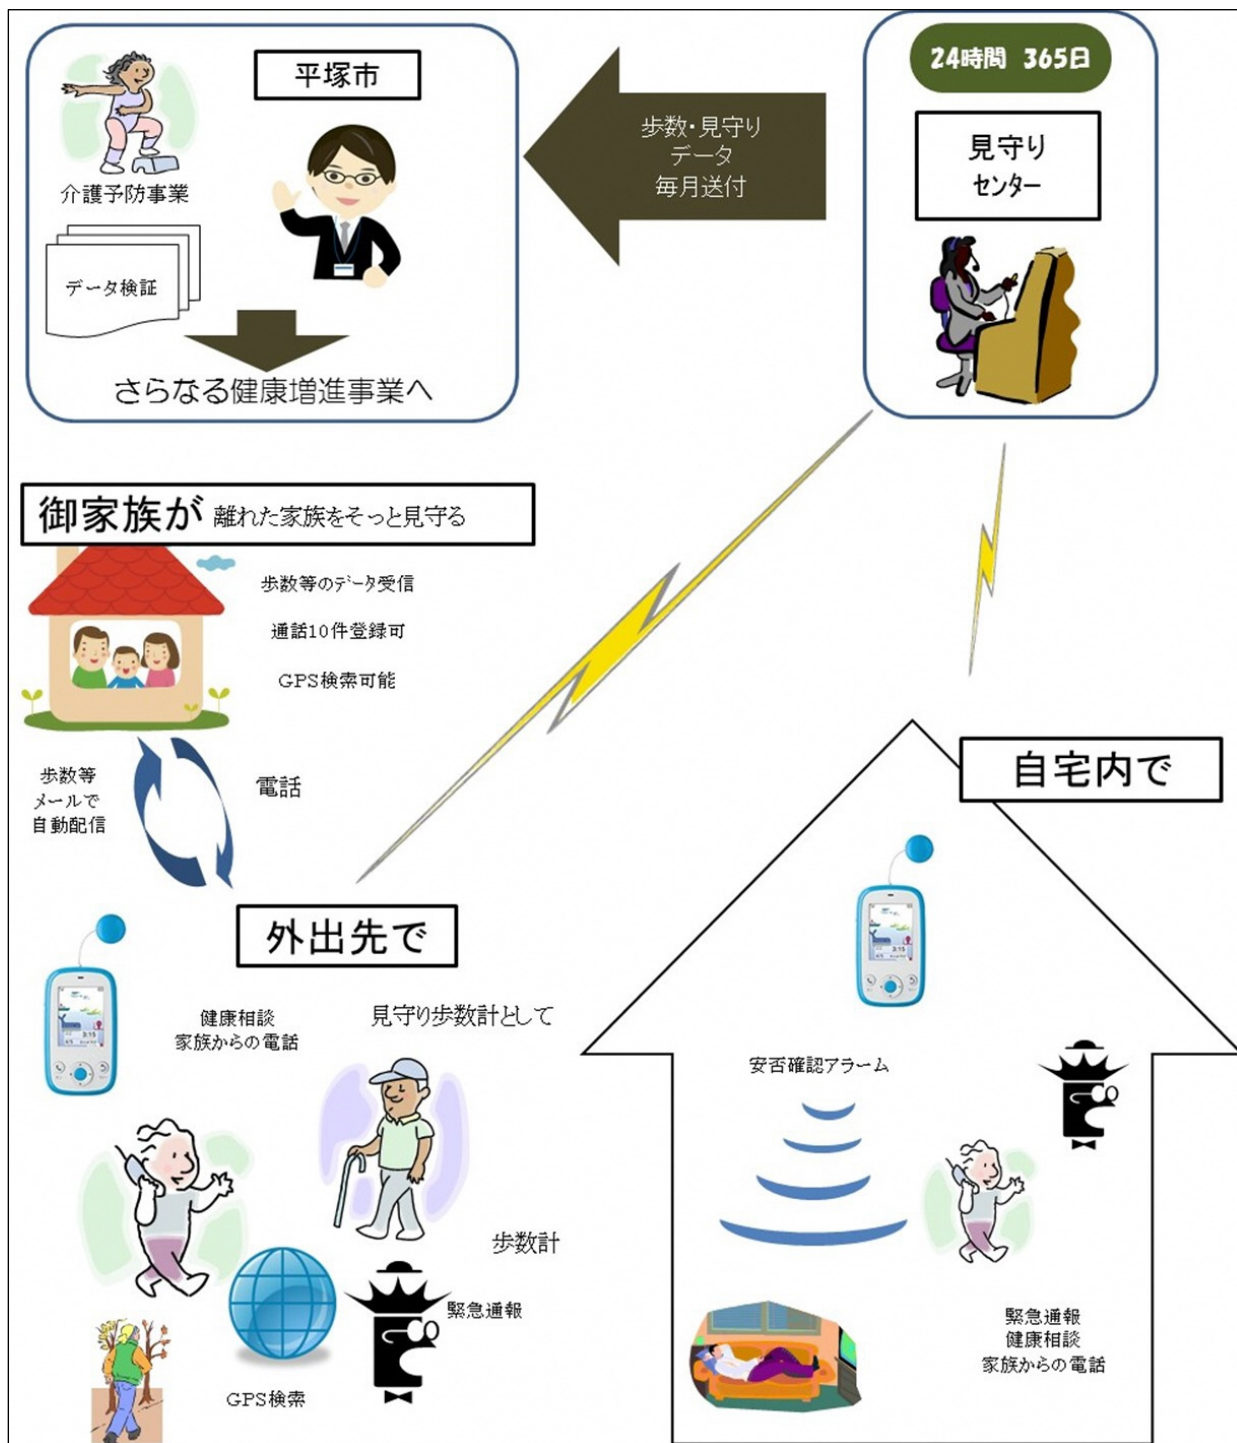 平塚市
介護予防事業
データ検証
さらなる健康増進事業へ
歩数・見守り
データ
毎月送付
24時間 365日
見守り
センター
御家族が 離れた家族をそっと見守る
歩数等のデータ受信
通話10件登録可
GPS検索可能
歩数等
メールで
自動配信
電話
外出先で
健康相談
家族からの電話
見守り歩数計として
歩数計
緊急通報
GPS検索
自宅内で
安否確認アラーム
緊急通報
健康相談
家族からの電話